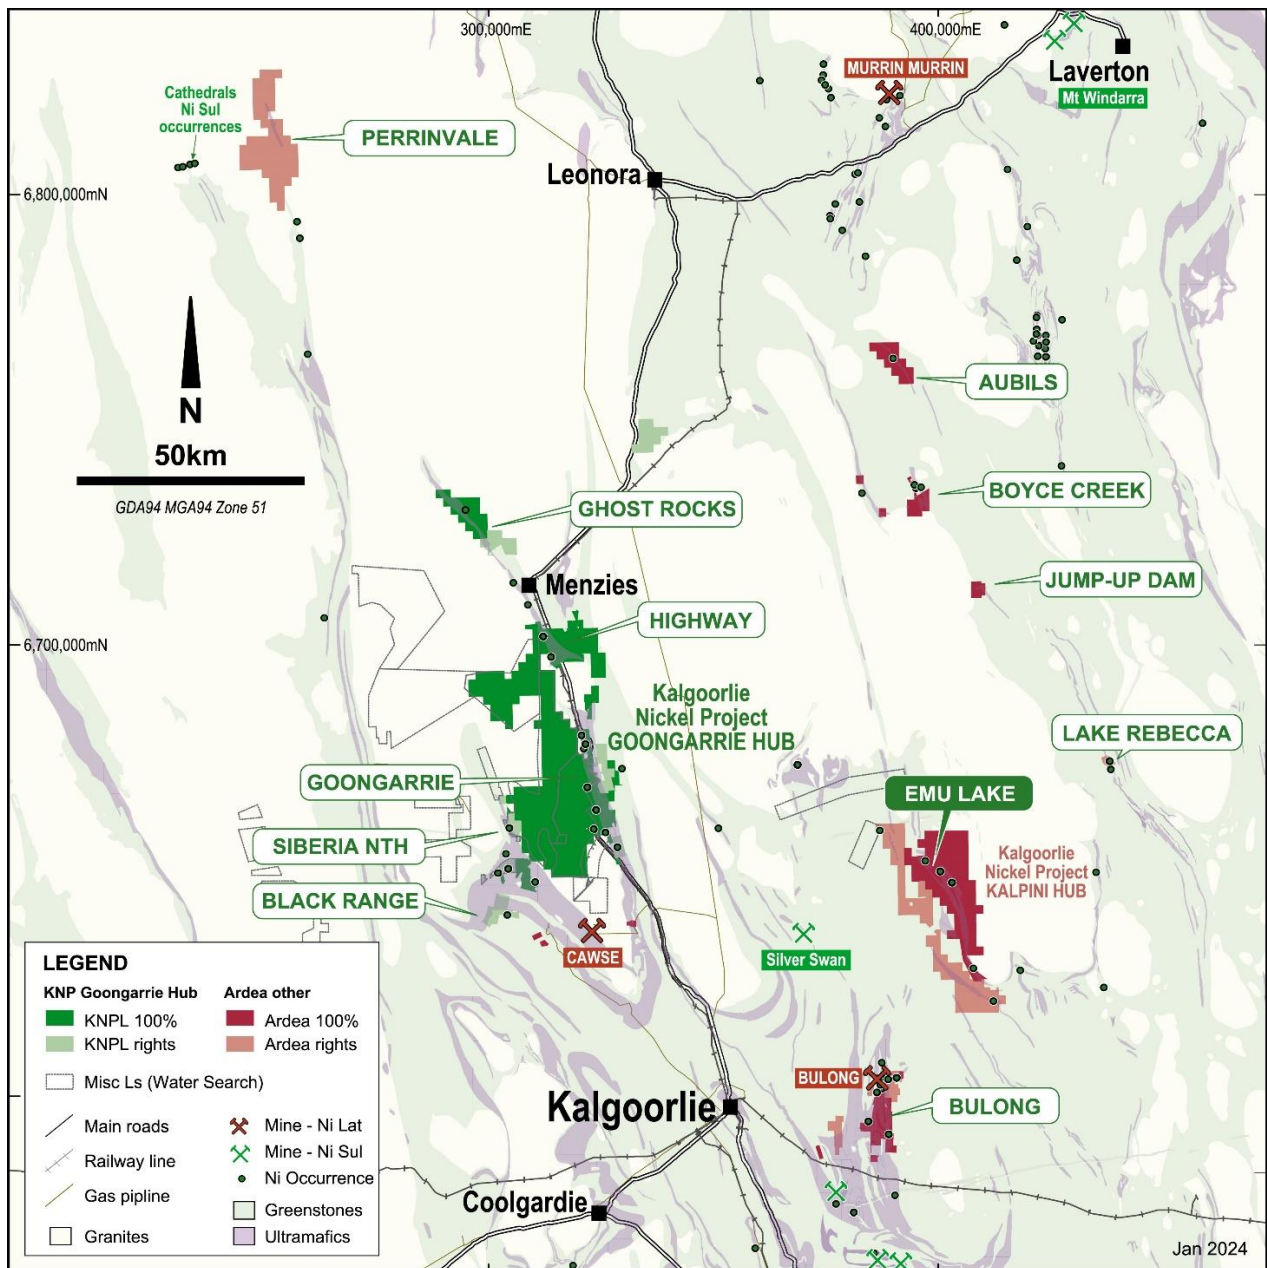 300,000mE
400,000mE
MURRIN MURRIN
Laverton
Mt Windarra
Cathedrals
Ni Sul
occurrences
PERRINVALE
Leonora
6,800,000mN
N
50km
GDA94 MGA94 Zone 51
AUBILS
GHOST ROCKS
BOYCE CREEK
Menzies
JUMP-UP DAM
HIGHWAY
6,700,000mN
Kalgoorlie
Nickel Project
GOONGARRIE HUB
LAKE REBECCA
GOONGARRIE
EMU LAKE
SIBERIA NTH
Kalgoorlie
Nickel Project
KALPINI HUB
BLACK RANGE
CAWSE
Silver Swan
BULONG
BULONG
Kalgoorlie
Coolgardie
LEGEND
KNP Goongarrie Hub
Ardea other
KNPL 100%
Ardea 100%
KNPL rights
Ardea rights
Misc Ls (Water Search)
Main roads
Mine - Ni Lat
Railway line
Mine - Ni Sul
Gas pipline
Ni Occurrence
Greenstones
Granites
Ultramafics
Jan 2024